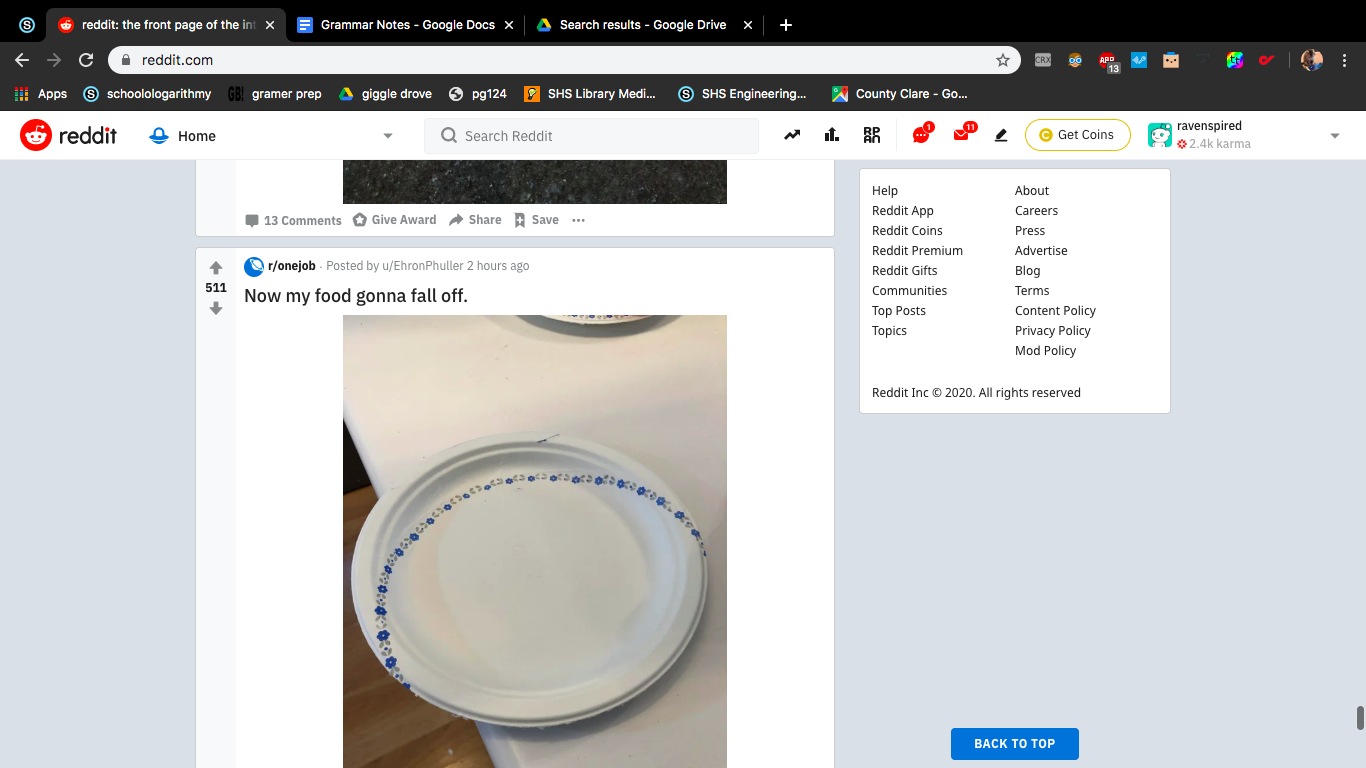 reddit: the front page of the int
Grammar Notes - Google Docs
Search results - Google Drive
reddit.com
CRX
ABP
13
Apps
schoolologarithmy
GB!
gramer prep
giggle drove
pg124
SHS Library Medi...
SHS Engineering...
County Clare - Go...
reddit
Home
Search Reddit
RPAN
1
11
Get Coins
ravenspired
2.4k karma
13 Comments
Give Award
Share
Save
r/onejob · Posted by u/EhronPhuller 2 hours ago
511
Now my food gonna fall off.
Help
About
Reddit App
Careers
Reddit Coins
Press
Reddit Premium
Advertise
Reddit Gifts
Blog
Communities
Terms
Top Posts
Content Policy
Topics
Privacy Policy
Mod Policy
Reddit Inc © 2020. All rights reserved
BACK TO TOP